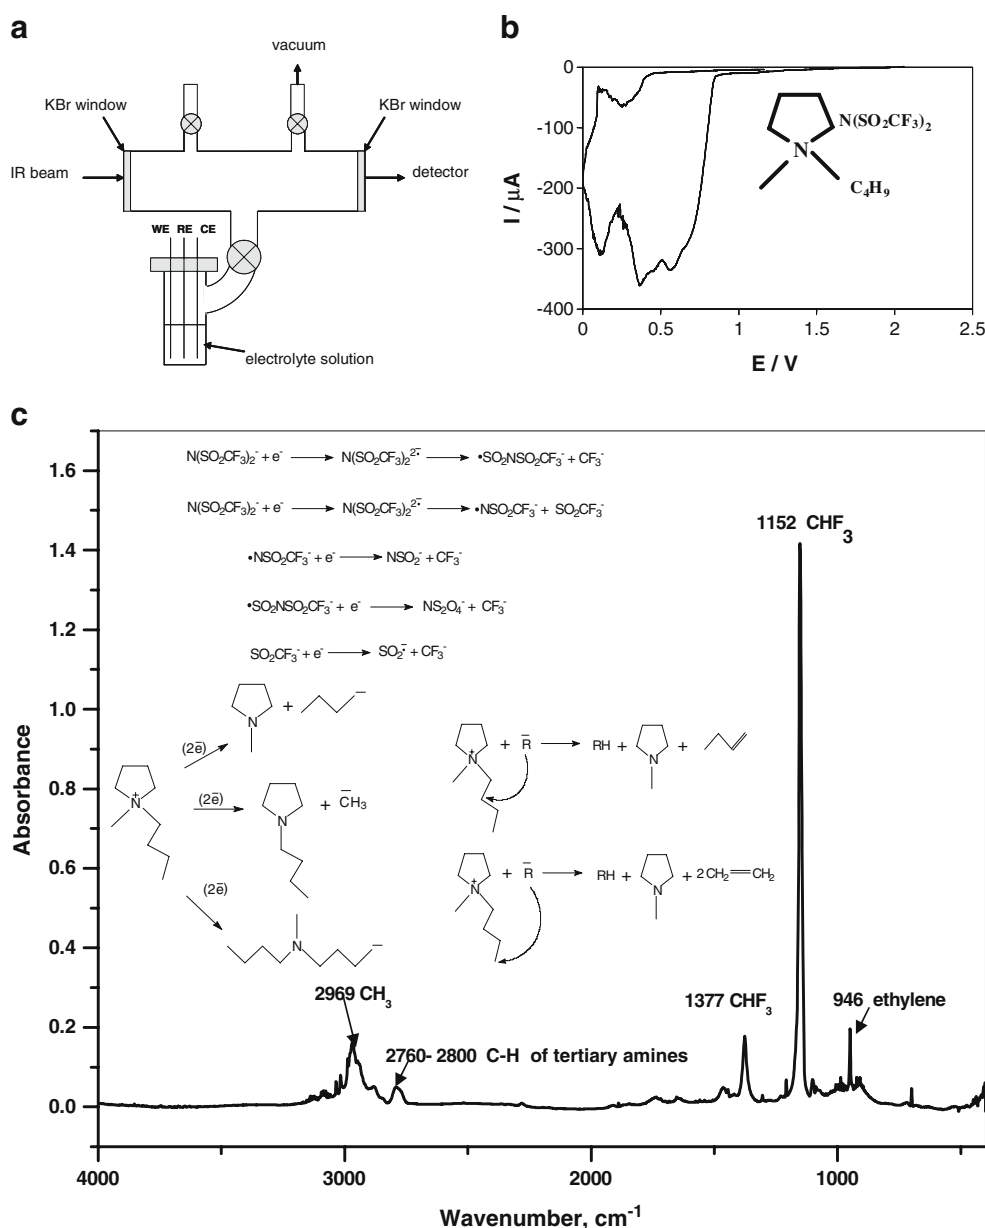 a
vacuum
KBr window
KBr window
IR beam
detector
WE RE CE
electrolyte solution
b
0
-100
-200
-300
-400
I / µA
0 0.5 1 1.5 2 2.5
E / V
N(SO₂CF₃)₂
N
C₄H₉
c
N(SO₂CF₃)₂⁻ + e⁻ N(SO₂CF₃)₂²⁻• •SO₂NSO₂CF₃⁻ + CF₃⁻
N(SO₂CF₃)₂⁻ + e⁻ N(SO₂CF₃)₂²⁻• •NSO₂CF₃⁻ + SO₂CF₃⁻
•NSO₂CF₃⁻ + e⁻ NSO₂⁻ + CF₃⁻
•SO₂NSO₂CF₃⁻ + e⁻ NS₂O₄⁻ + CF₃⁻
SO₂CF₃⁻ + e⁻ SO₂⁻• + CF₃⁻
1152 CHF₃
N + −
(2e̅)
N⁺
(2e̅)
N + C̅H₃
(2e̅)
N −
N⁺ + R̅ RH + N +
N⁺ + R̅ RH + N + 2CH₂=CH₂
2969 CH₃
2760- 2800 C-H of tertiary amines
1377 CHF₃
946 ethylene
1.6
1.4
1.2
1.0
0.8
0.6
0.4
0.2
0.0
Absorbance
4000 3000 2000 1000
Wavenumber, cm⁻¹